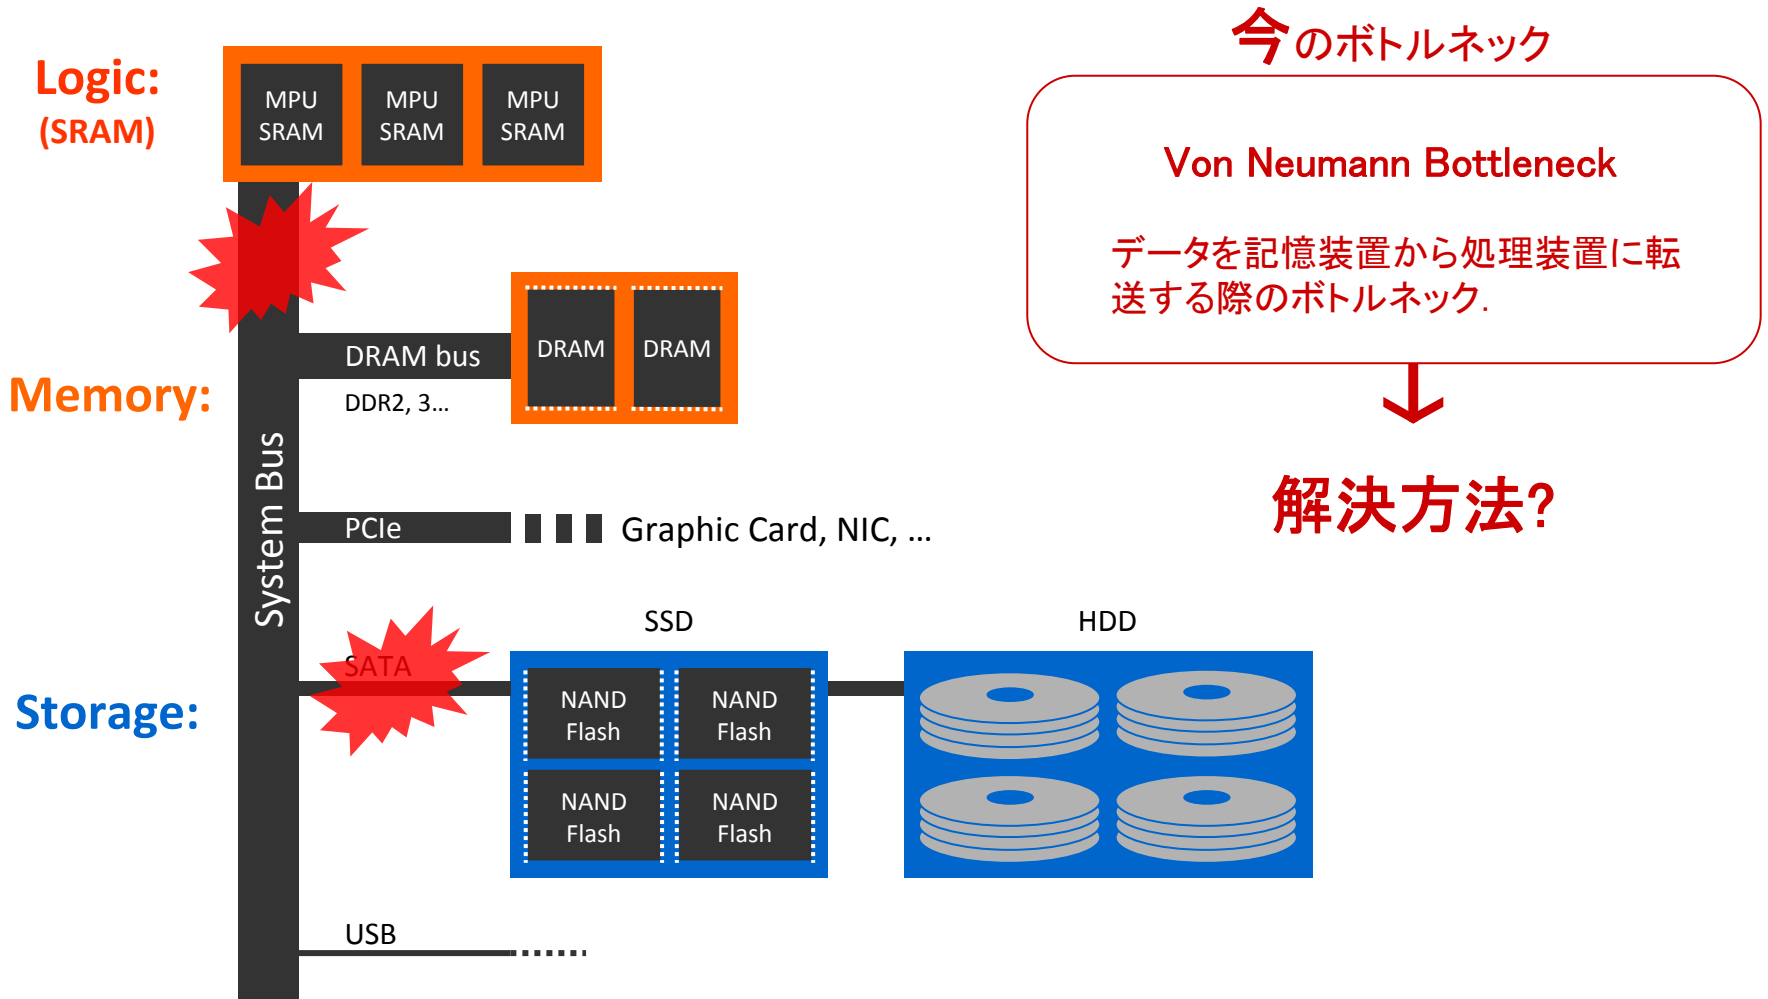 今のボトルネック
Logic:
(SRAM)
MPU
SRAM
MPU
SRAM
MPU
SRAM
Von Neumann Bottleneck
データを記憶装置から処理装置に転
送する際のボトルネック.
解決方法?
Memory:
DRAM bus
DDR2, 3...
DRAM
DRAM
System Bus
PCIe
Graphic Card, NIC, ...
Storage:
SATA
SSD
NAND
Flash
NAND
Flash
NAND
Flash
NAND
Flash
HDD
USB